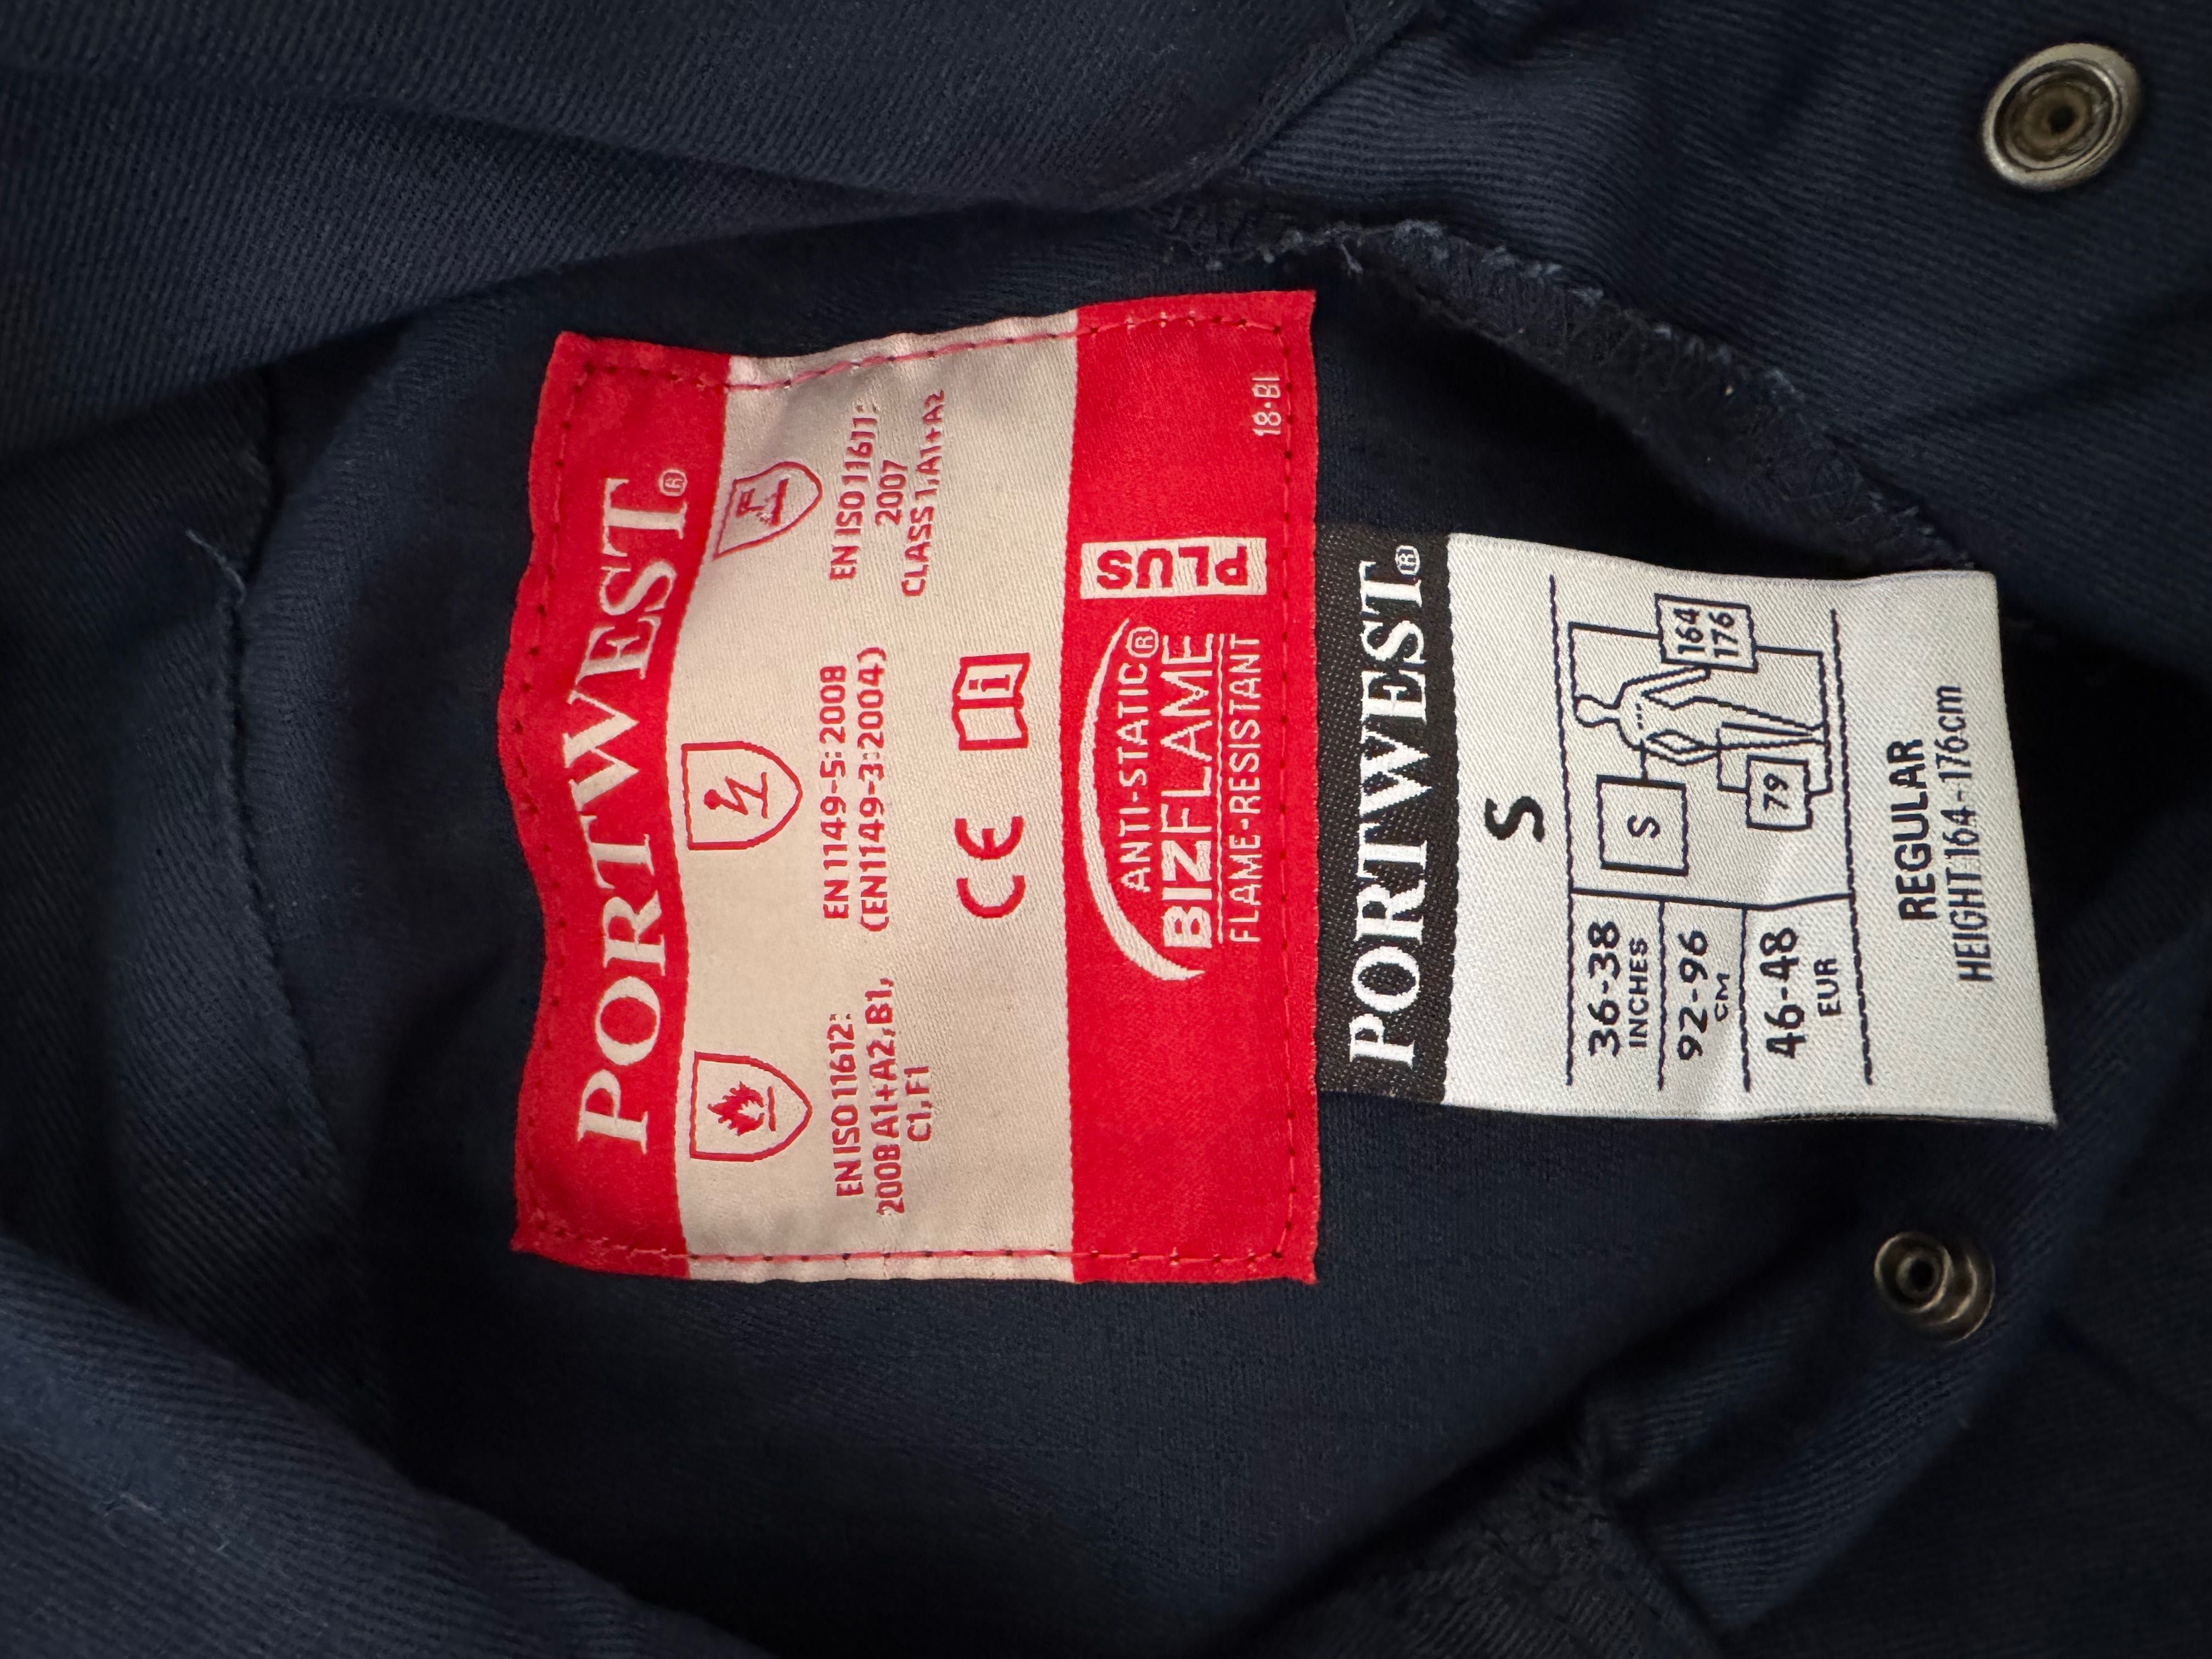 PORTWEST®
EN ISO 11612:
2008 A1+A2, B1,
C1, F1
EN 1149-5: 2008
(EN1149-3:2004)
EN ISO 11611:
2007
CLASS 1, A1+A2
CE
i
ANTI-STATIC®
BIZFLAME
FLAME-RESISTANT
PLUS
18-BI
PORTWEST®
S
36-38
INCHES
92-96
CM
46-48
EUR
S
79
164
176
REGULAR
HEIGHT 164-176cm